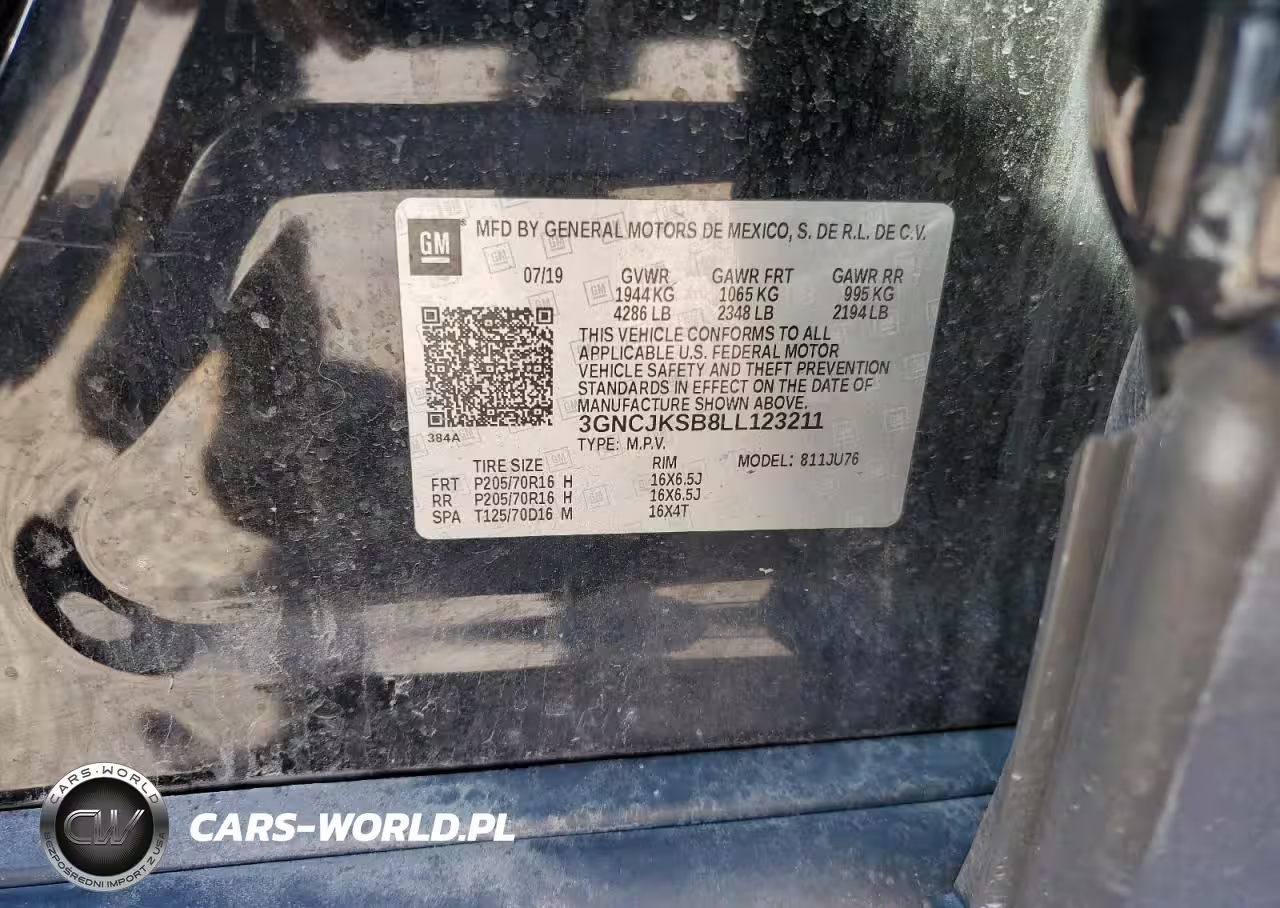 GM
MFD BY GENERAL MOTORS DE MEXICO, S. DE R.L. DE C.V.
07/19 GVWR GAWR FRT GAWR RR
1944 KG 1065 KG 995 KG
4286 LB 2348 LB 2194 LB
THIS VEHICLE CONFORMS TO ALL
APPLICABLE U.S. FEDERAL MOTOR
VEHICLE SAFETY AND THEFT PREVENTION
STANDARDS IN EFFECT ON THE DATE OF
MANUFACTURE SHOWN ABOVE.
3GNCJKSB8LL123211
384A
TYPE: M.P.V.
TIRE SIZE RIM MODEL: 811JU76
FRT P205/70R16 H 16X6.5J
RR P205/70R16 H 16X6.5J
SPA T125/70D16 M 16X4T
CARS-WORLD
CW
BEZPOŚREDNI IMPORT Z USA
CARS-WORLD.PL